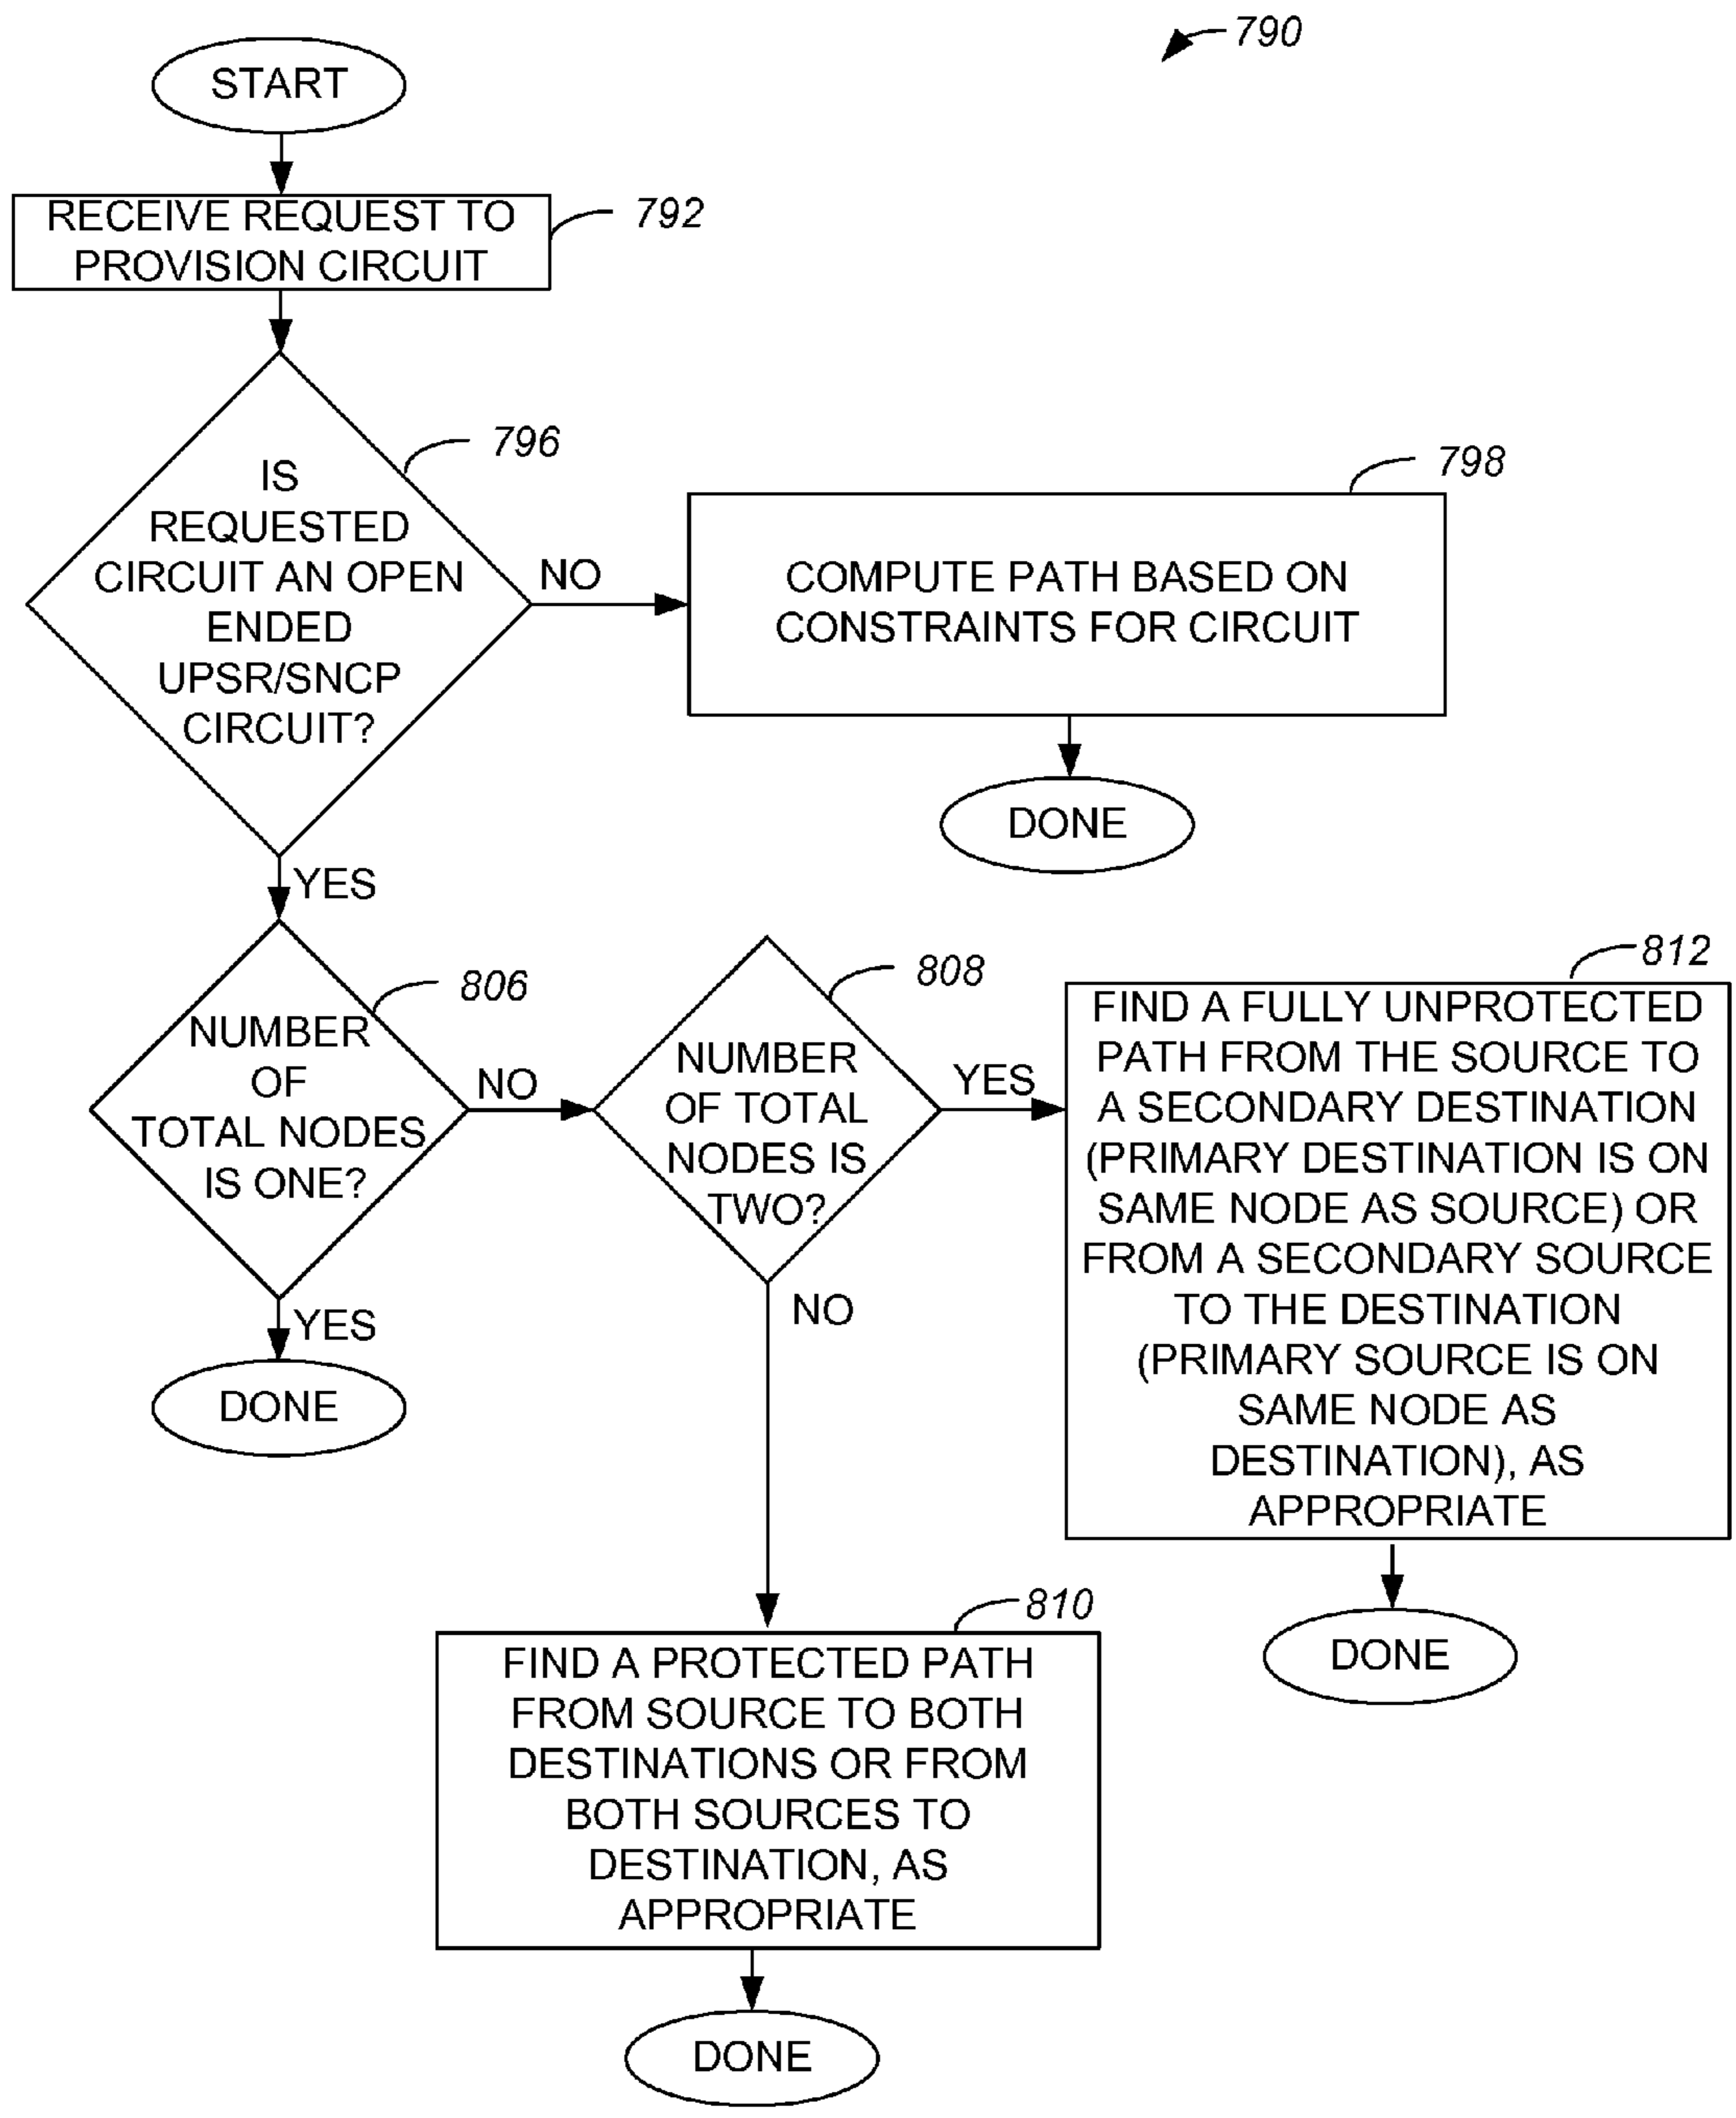 790
START
RECEIVE REQUEST TO
PROVISION CIRCUIT
792
796
IS
REQUESTED
CIRCUIT AN OPEN
ENDED
UPSR/SNCP
CIRCUIT?
NO
798
COMPUTE PATH BASED ON
CONSTRAINTS FOR CIRCUIT
DONE
YES
806
NUMBER
OF
TOTAL NODES
IS ONE?
YES
DONE
NO
808
NUMBER
OF TOTAL
NODES IS
TWO?
YES
812
FIND A FULLY UNPROTECTED
PATH FROM THE SOURCE TO
A SECONDARY DESTINATION
(PRIMARY DESTINATION IS ON
SAME NODE AS SOURCE) OR
FROM A SECONDARY SOURCE
TO THE DESTINATION
(PRIMARY SOURCE IS ON
SAME NODE AS
DESTINATION), AS
APPROPRIATE
DONE
NO
810
FIND A PROTECTED PATH
FROM SOURCE TO BOTH
DESTINATIONS OR FROM
BOTH SOURCES TO
DESTINATION, AS
APPROPRIATE
DONE